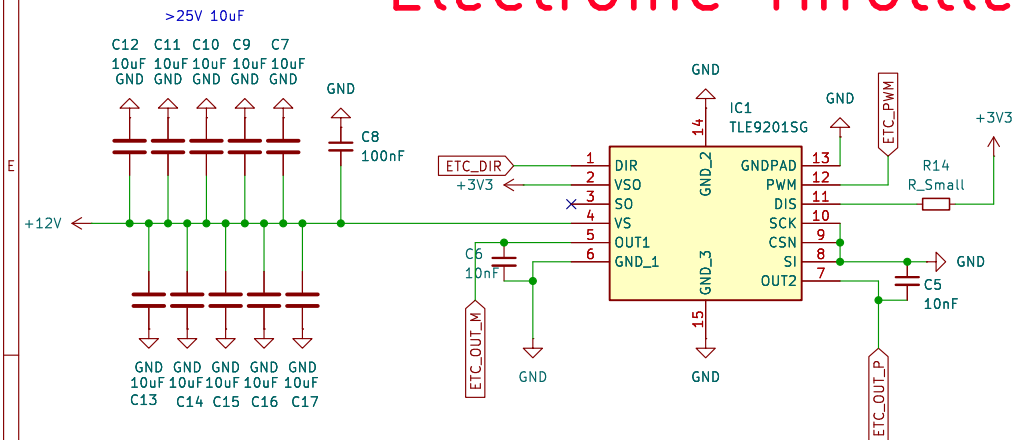 Electronic Throttle
>25V 10uF
C12 C11 C10 C9 C7
10uF 10uF 10uF 10uF 10uF
GND GND GND GND GND
GND
C8
100nF
E
+12V
GND GND GND GND GND
10uF 10uF 10uF 10uF 10uF
C13 C14 C15 C16 C17
ETC_DIR
+3V3
C6
10nF
ETC_OUT_M
GND
GND
14
IC1
TLE9201SG
GND_2
1 DIR
2 VSO
3 SO
4 VS
5 OUT1
6 GND_1
GNDPAD 13
PWM 12
DIS 11
SCK 10
CSN 9
SI 8
OUT2 7
GND_3
15
GND
GND
ETC_PWM
+3V3
R14
R_Small
GND
C5
10nF
ETC_OUT_P